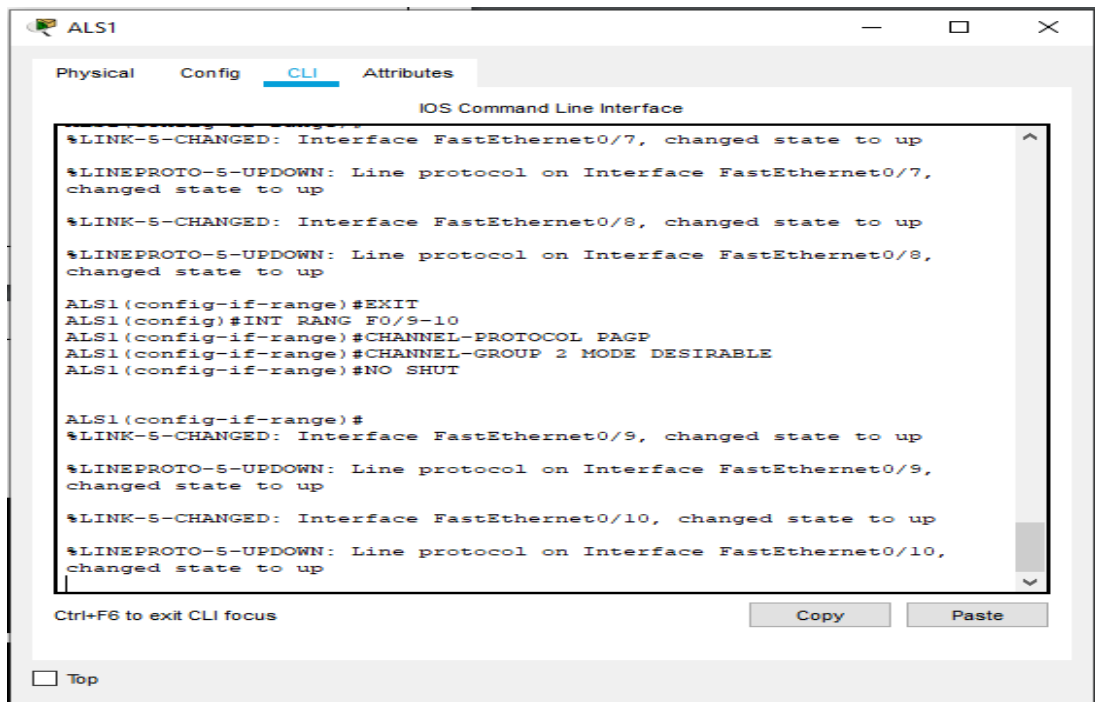 ALS1
Physical Config CLI Attributes
IOS Command Line Interface
%LINK-5-CHANGED: Interface FastEthernet0/7, changed state to up
%LINEPROTO-5-UPDOWN: Line protocol on Interface FastEthernet0/7,
changed state to up
%LINK-5-CHANGED: Interface FastEthernet0/8, changed state to up
%LINEPROTO-5-UPDOWN: Line protocol on Interface FastEthernet0/8,
changed state to up
ALS1(config-if-range)#EXIT
ALS1(config)#INT RANG F0/9-10
ALS1(config-if-range)#CHANNEL-PROTOCOL PAGP
ALS1(config-if-range)#CHANNEL-GROUP 2 MODE DESIRABLE
ALS1(config-if-range)#NO SHUT
ALS1(config-if-range)#
%LINK-5-CHANGED: Interface FastEthernet0/9, changed state to up
%LINEPROTO-5-UPDOWN: Line protocol on Interface FastEthernet0/9,
changed state to up
%LINK-5-CHANGED: Interface FastEthernet0/10, changed state to up
%LINEPROTO-5-UPDOWN: Line protocol on Interface FastEthernet0/10,
changed state to up
Ctrl+F6 to exit CLI focus Copy Paste
Top